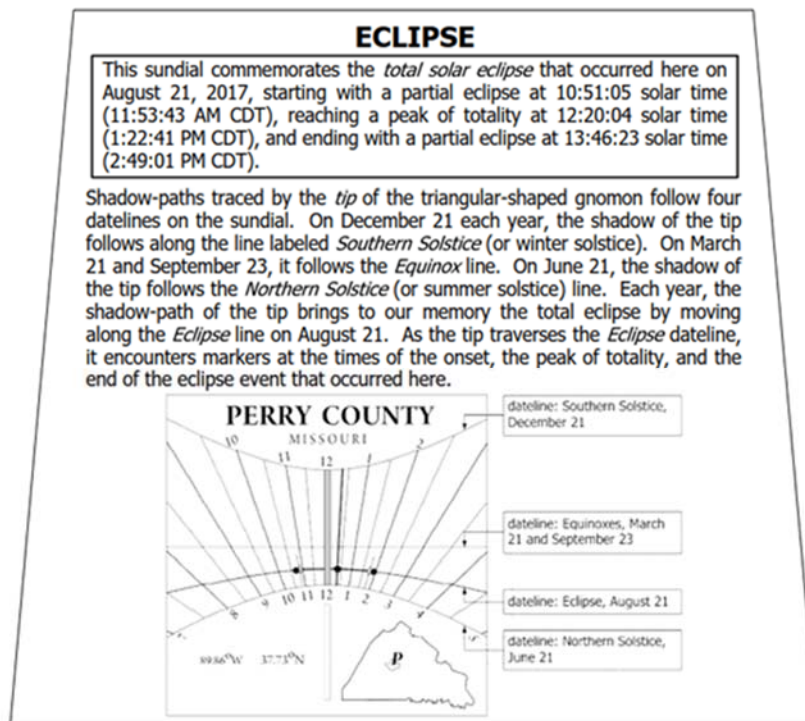 ECLIPSE
This sundial commemorates the total solar eclipse that occurred here on
August 21, 2017, starting with a partial eclipse at 10:51:05 solar time
(11:53:43 AM CDT), reaching a peak of totality at 12:20:04 solar time
(1:22:41 PM CDT), and ending with a partial eclipse at 13:46:23 solar time
(2:49:01 PM CDT).
Shadow-paths traced by the tip of the triangular-shaped gnomon follow four
datelines on the sundial. On December 21 each year, the shadow of the tip
follows along the line labeled Southern Solstice (or winter solstice). On March
21 and September 23, it follows the Equinox line. On June 21, the shadow of
the tip follows the Northern Solstice (or summer solstice) line. Each year, the
shadow-path of the tip brings to our memory the total eclipse by moving
along the Eclipse line on August 21. As the tip traverses the Eclipse dateline,
it encounters markers at the times of the onset, the peak of totality, and the
end of the eclipse event that occurred here.
PERRY COUNTY
MISSOURI
10 11 12 1 2
dateline: Southern Solstice,
December 21
dateline: Equinoxes, March
21 and September 23
dateline: Eclipse, August 21
8 9 10 11 12 1 2 3 4
dateline: Northern Solstice,
June 21
89.86°W 37.73°N
P